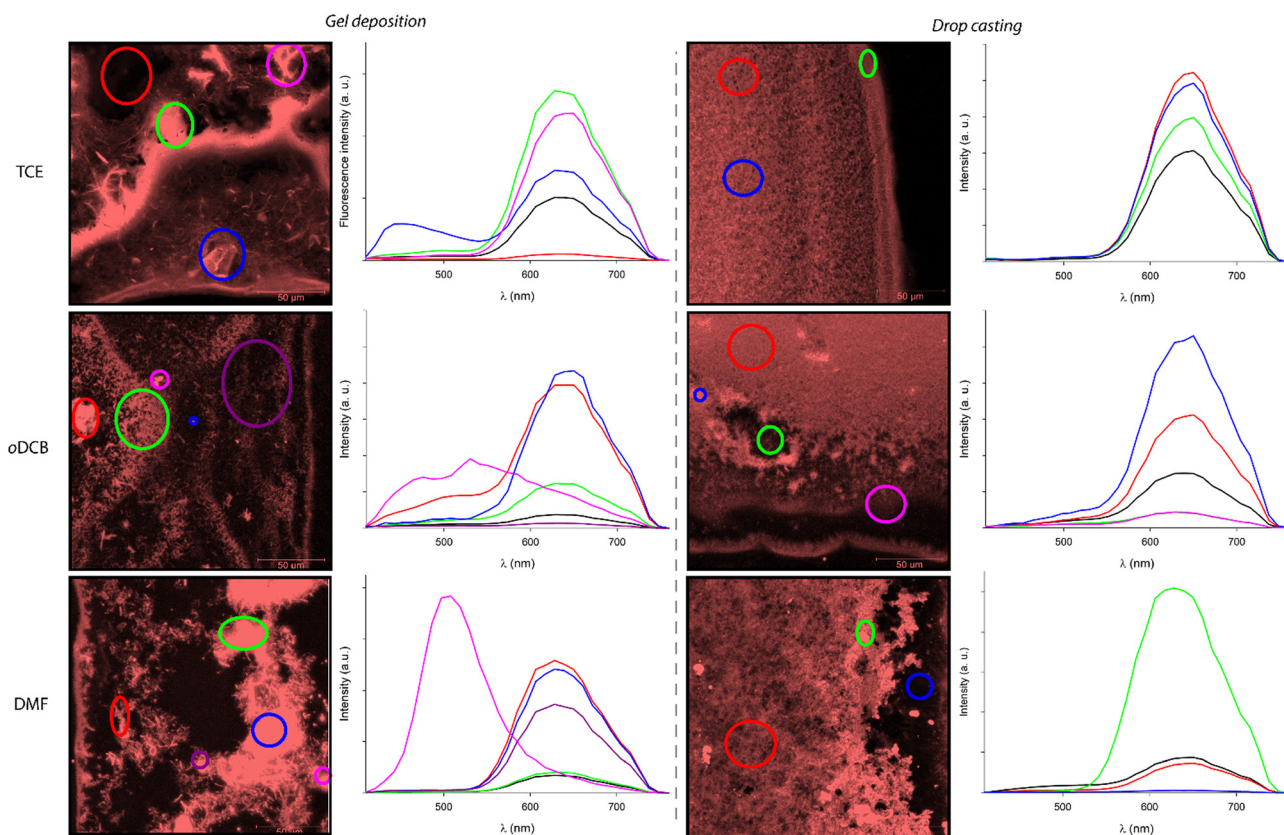 Gel deposition
Drop casting
TCE
50 µm
Fluorescence intensity (a. u.)
500 600 700
λ (nm)
50 µm
Intensity (a. u.)
500 600 700
λ (nm)
oDCB
50 µm
Intensity (a. u.)
500 600 700
λ (nm)
50 µm
Intensity (a. u.)
500 600 700
λ (nm)
DMF
50 µm
Intensity (a.u.)
500 600 700
λ (nm)
Intensity (a. u.)
500 600 700
λ (nm)